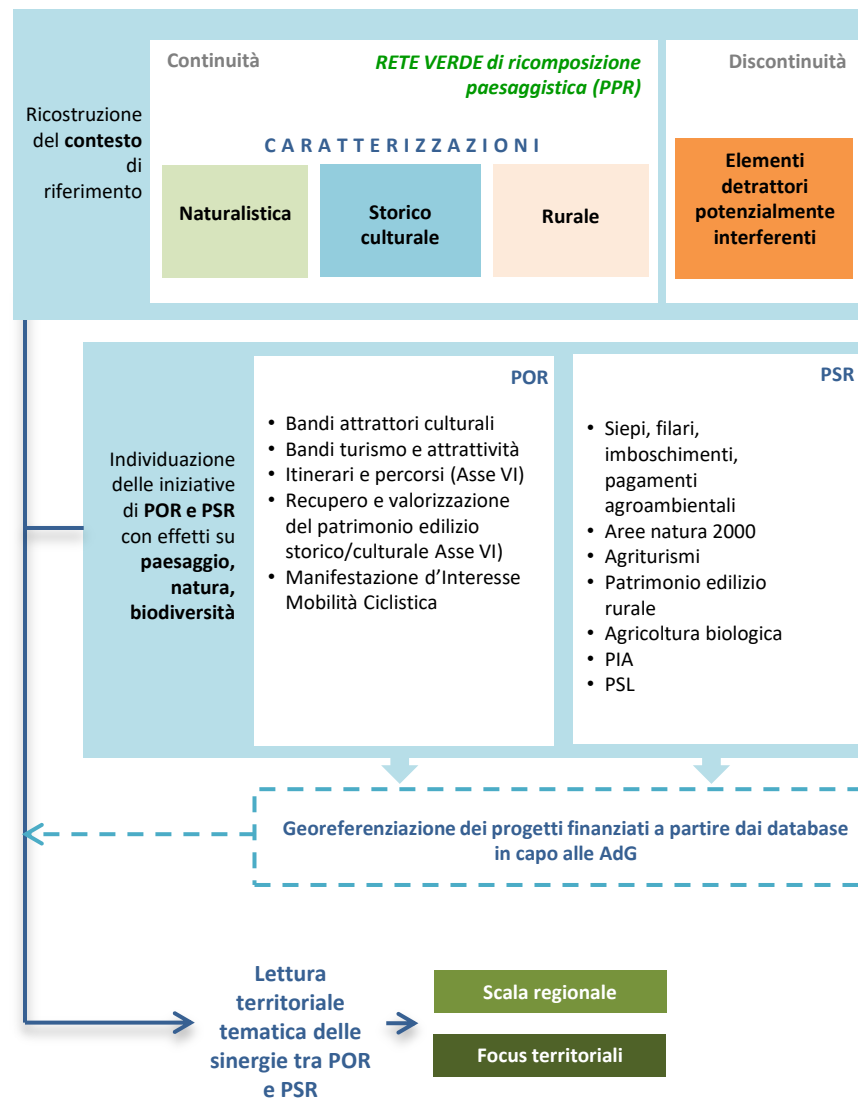 Continuità
RETE VERDE di ricomposizione
paesaggistica (PPR)
Discontinuità
Ricostruzione
del contesto
di
riferimento
CARATTERIZZAZIONI
Naturalistica
Storico
culturale
Rurale
Elementi
detrattori
potenzialmente
interferenti
Individuazione
delle iniziative
di POR e PSR
con effetti su
paesaggio,
natura,
biodiversità
POR
• Bandi attrattori culturali
• Bandi turismo e attrattività
• Itinerari e percorsi (Asse VI)
• Recupero e valorizzazione
del patrimonio edilizio
storico/culturale Asse VI)
• Manifestazione d'Interesse
Mobilità Ciclistica
PSR
• Siepi, filari,
imboschimenti,
pagamenti
agroambientali
• Aree natura 2000
• Agriturismi
• Patrimonio edilizio
rurale
• Agricoltura biologica
• PIA
• PSL
Georeferenziazione dei progetti finanziati a partire dai database
in capo alle AdG
Lettura
territoriale
tematica delle
sinergie tra POR
e PSR
Scala regionale
Focus territoriali